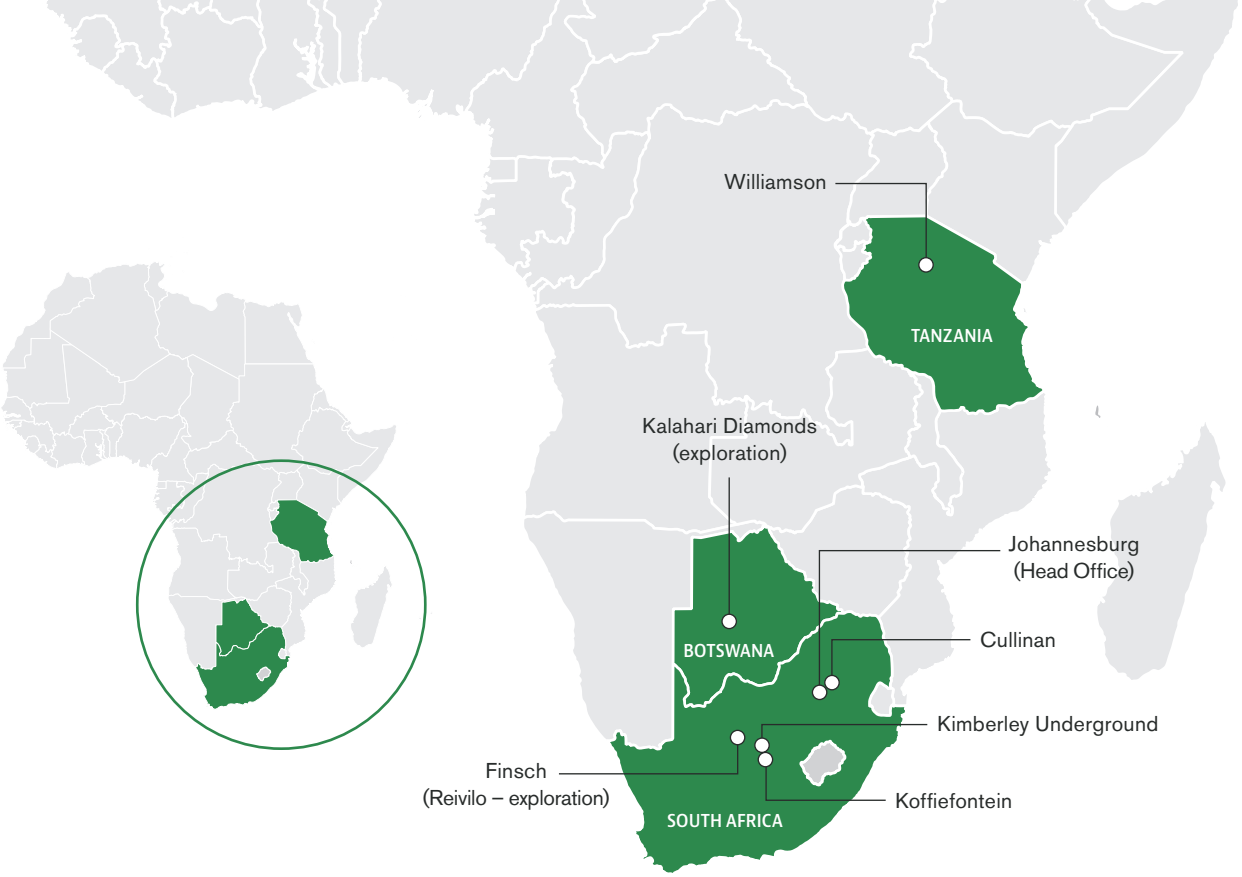 Williamson
TANZANIA
Kalahari Diamonds
(exploration)
Johannesburg
(Head Office)
Cullinan
BOTSWANA
Kimberley Underground
Finsch
(Reivilo – exploration)
Koffiefontein
SOUTH AFRICA